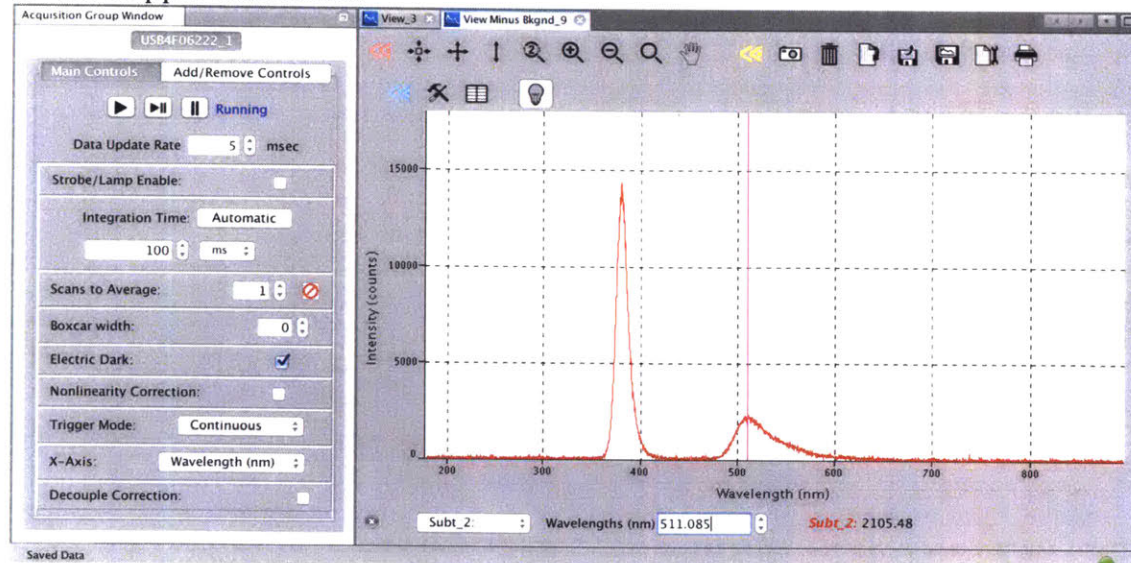 Acquisition Group Window
USB4F06222_1
Main Controls
Add/Remove Controls
Running
Data Update Rate 5 msec
Strobe/Lamp Enable:
Integration Time: Automatic
100 ms
Scans to Average: 1
Boxcar width: 0
Electric Dark:
Nonlinearity Correction:
Trigger Mode: Continuous
X-Axis: Wavelength (nm)
Decouple Correction:
Saved Data
View_3
View Minus Bkgnd_9
2
15000
10000
5000
0
Intensity (counts)
200 300 400 500 600 700 800
Wavelength (nm)
Subt_2: Wavelengths (nm) 511.085 Subt_2: 2105.48